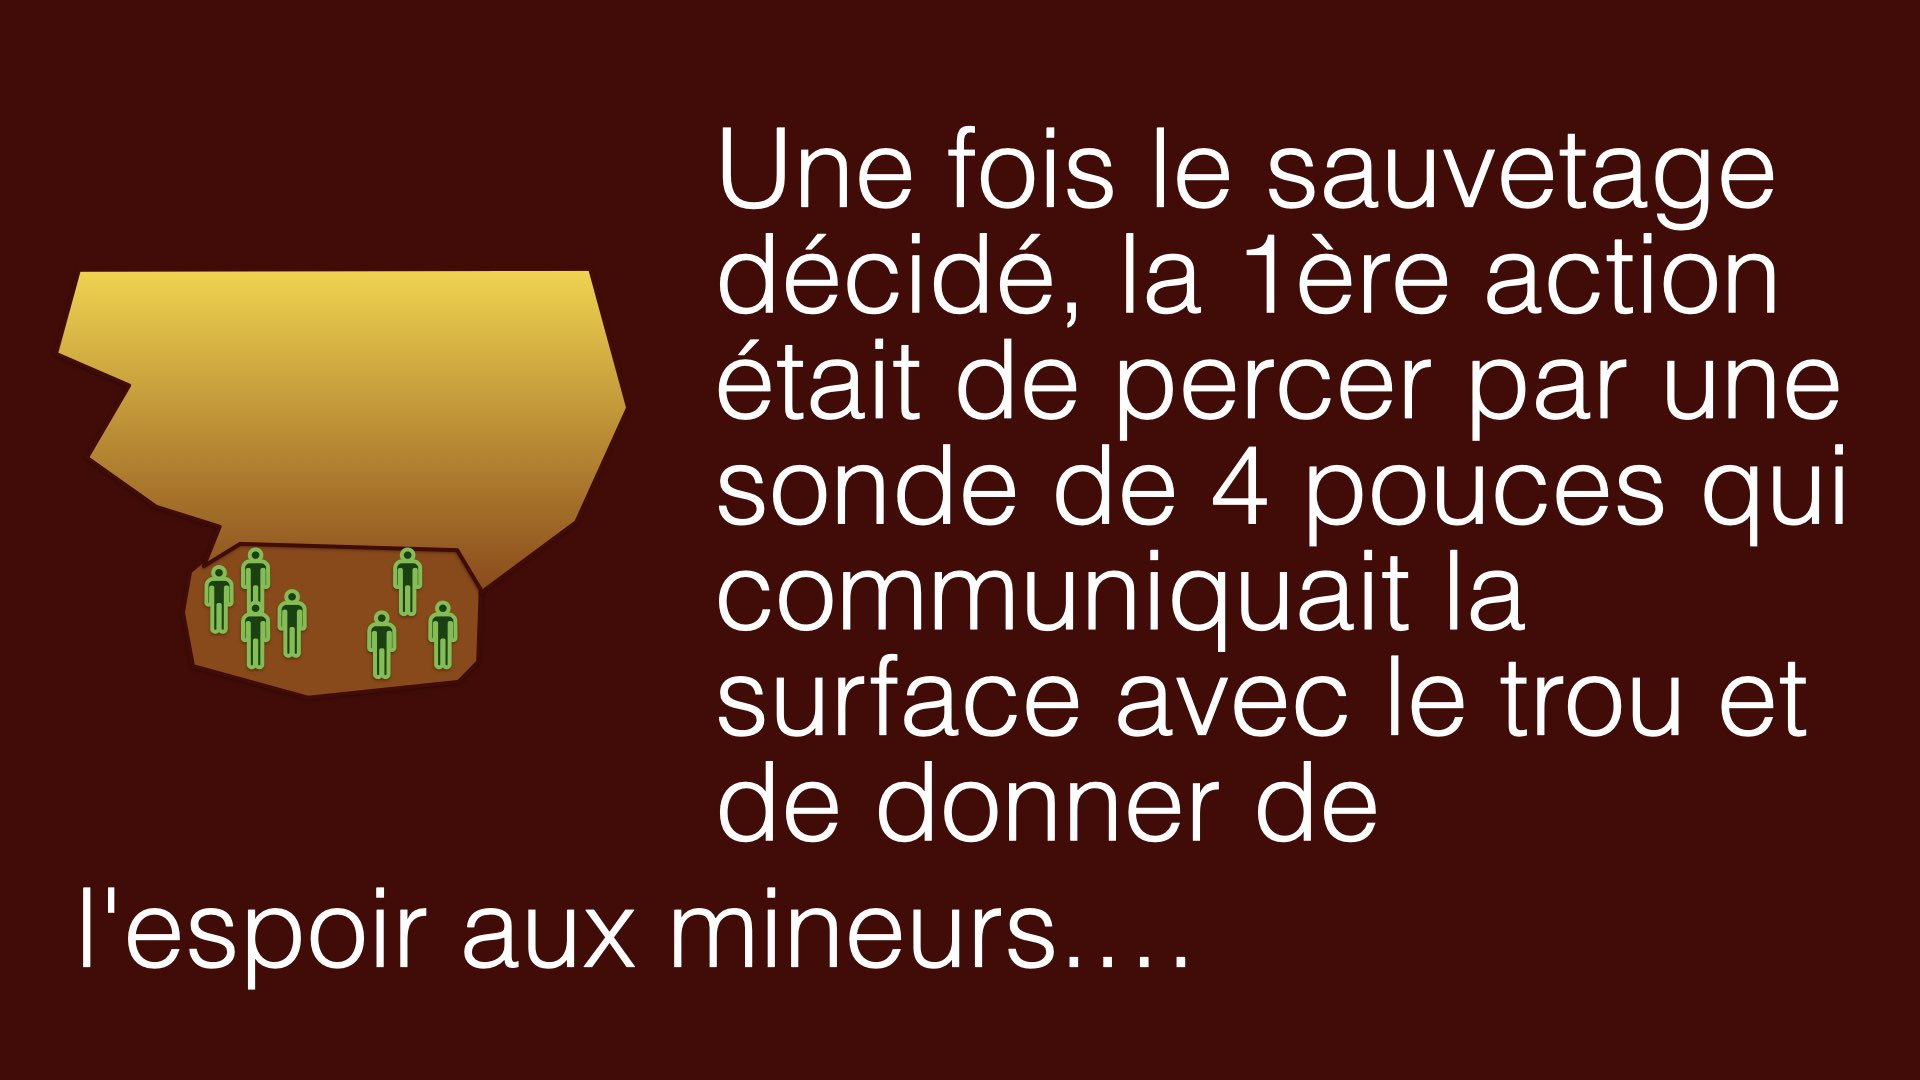 Une fois le sauvetage
décidé, la 1ère action
était de percer par une
sonde de 4 pouces qui
communiquait la
surface avec le trou et
de donner de
l'espoir aux mineurs....